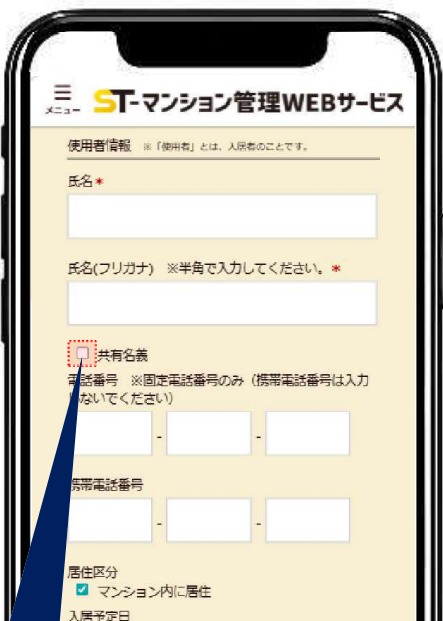 メニュー
ST-マンション管理WEBサービス
使用者情報 ※「使用者」とは、入居者のことです。
氏名*
氏名(フリガナ) ※半角で入力してください。*
共有名義
電話番号 ※固定電話番号のみ（携帯電話番号は入力
しないでください）
- -
携帯電話番号
- -
居住区分
マンション内に居住
入居予定日